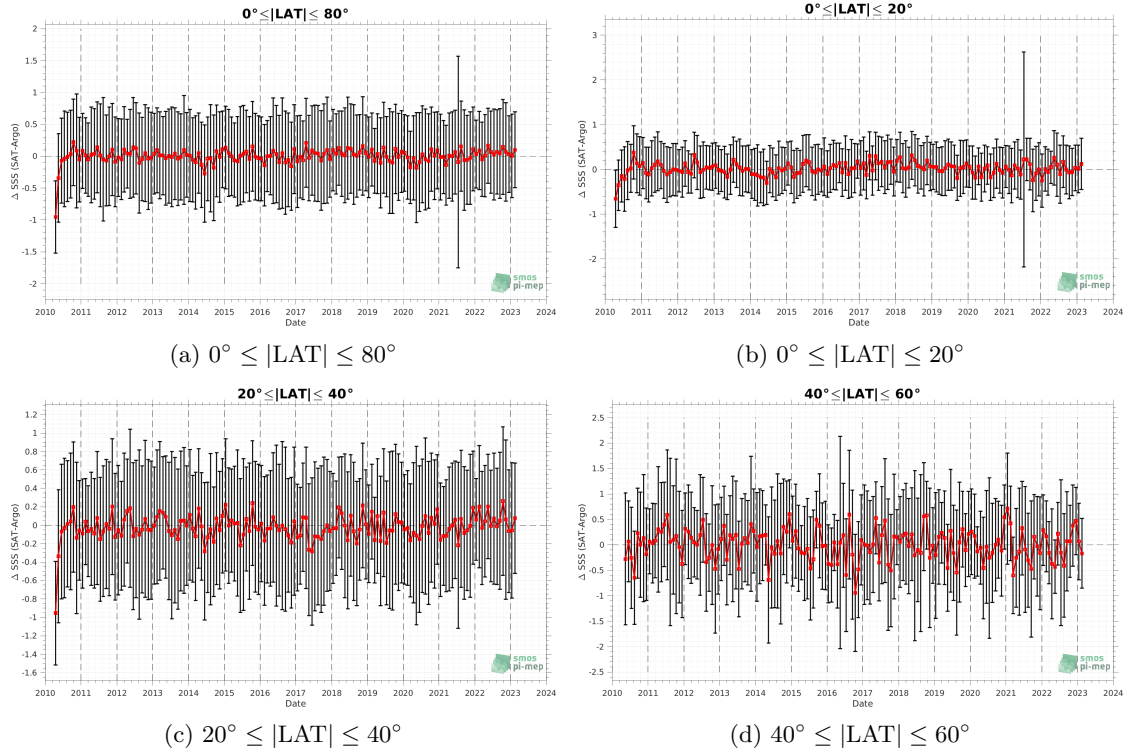 0°≤|LAT|≤ 80°
Δ SSS (SAT-Argo)
2
1.5
1
0.5
0
-0.5
-1
-1.5
-2
2010 2011 2012 2013 2014 2015 2016 2017 2018 2019 2020 2021 2022 2023 2024
Date
smos
pi-mep
(a) 0° ≤ |LAT| ≤ 80°
0°≤|LAT|≤ 20°
Δ SSS (SAT-Argo)
3
2
1
0
-1
-2
2010 2011 2012 2013 2014 2015 2016 2017 2018 2019 2020 2021 2022 2023 2024
Date
smos
pi-mep
(b) 0° ≤ |LAT| ≤ 20°
20°≤|LAT|≤ 40°
Δ SSS (SAT-Argo)
1.2
1
0.8
0.6
0.4
0.2
0
-0.2
-0.4
-0.6
-0.8
-1
-1.2
-1.4
-1.6
2010 2011 2012 2013 2014 2015 2016 2017 2018 2019 2020 2021 2022 2023 2024
Date
smos
pi-mep
(c) 20° ≤ |LAT| ≤ 40°
40°≤|LAT|≤ 60°
Δ SSS (SAT-Argo)
2.5
2
1.5
1
0.5
0
-0.5
-1
-1.5
-2
-2.5
2010 2011 2012 2013 2014 2015 2016 2017 2018 2019 2020 2021 2022 2023 2024
Date
smos
pi-mep
(d) 40° ≤ |LAT| ≤ 60°